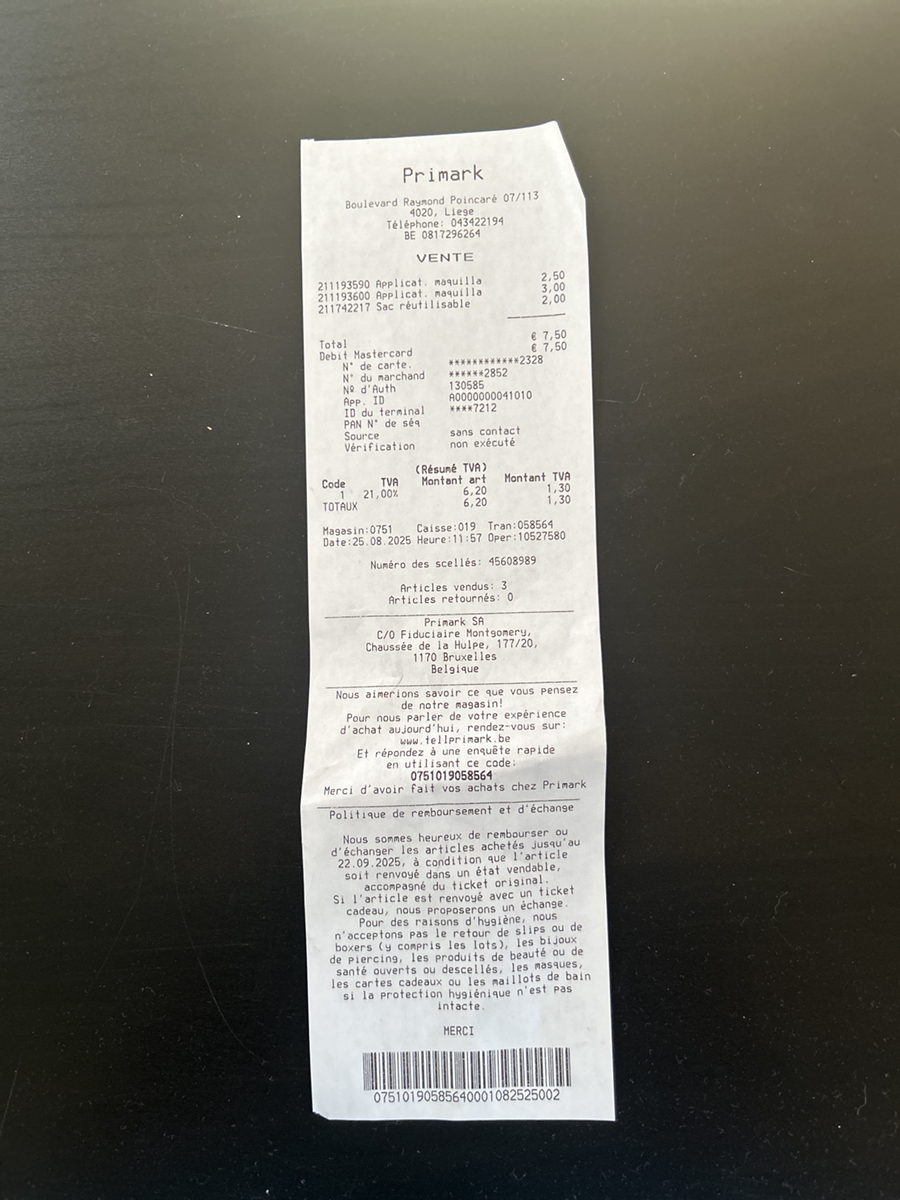 Primark
Boulevard Raymond Poincaré 07/113
4020, Liege
Téléphone: 043422194
BE 0817296264
VENTE
211193590 Applicat. maquilla 2,50
211193600 Applicat. maquilla 3,00
211742217 Sac réutilisable 2,00
Total € 7,50
Debit Mastercard € 7,50
N° de carte. ************2328
N° du marchand ******2852
Nº d'Auth 130585
App. ID A0000000041010
ID du terminal ****7212
PAN N° de séq
Source sans contact
Vérification non exécuté
(Résumé TVA)
Code TVA Montant art Montant TVA
1 21,00% 6,20 1,30
TOTAUX 6,20 1,30
Magasin:0751 Caisse:019 Tran:058564
Date:25.08.2025 Heure:11:57 Oper:10527580
Numéro des scellés: 45608989
Articles vendus: 3
Articles retournés: 0
Primark SA
C/O Fiduciaire Montgomery,
Chaussée de la Hulpe, 177/20,
1170 Bruxelles
Belgique
Nous aimerions savoir ce que vous pensez
de notre magasin!
Pour nous parler de votre expérience
d'achat aujourd'hui, rendez-vous sur:
www.tellprimark.be
Et répondez à une enquête rapide
en utilisant ce code:
0751019058564
Merci d'avoir fait vos achats chez Primark
Politique de remboursement et d'échange
Nous sommes heureux de rembourser ou
d'échanger les articles achetés jusqu'au
22.09.2025, à condition que l'article
soit renvoyé dans un état vendable,
accompagné du ticket original.
Si l'article est renvoyé avec un ticket
cadeau, nous proposerons un échange.
Pour des raisons d'hygiène, nous
n'acceptons pas le retour de slips ou de
boxers (y compris les lots), les bijoux
de piercing, les produits de beauté ou de
santé ouverts ou descellés, les masques,
les cartes cadeaux ou les maillots de bain
si la protection hygiénique n'est pas
intacte.
MERCI
07510190585640001082525002